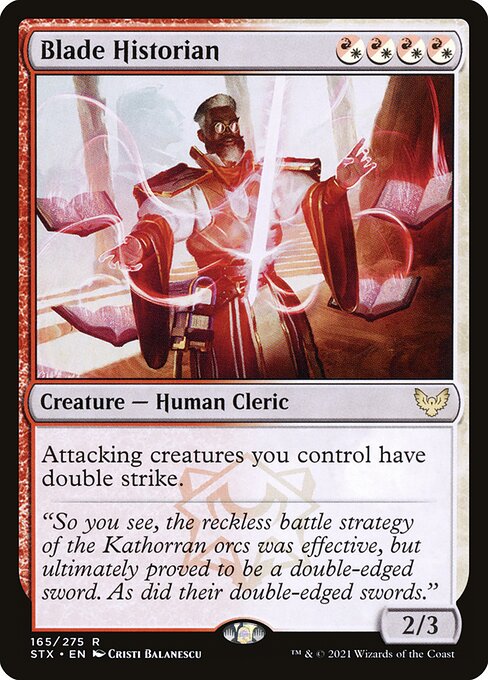 Blade Historian
Creature — Human Cleric
Attacking creatures you control have
double strike.
“So you see, the reckless battle strategy
of the Kathorran orcs was effective, but
ultimately proved to be a double-edged
sword. As did their double-edged swords.”
2/3
165/275 R
STX • EN Cristi Balanescu
™ & © 2021 Wizards of the Coast